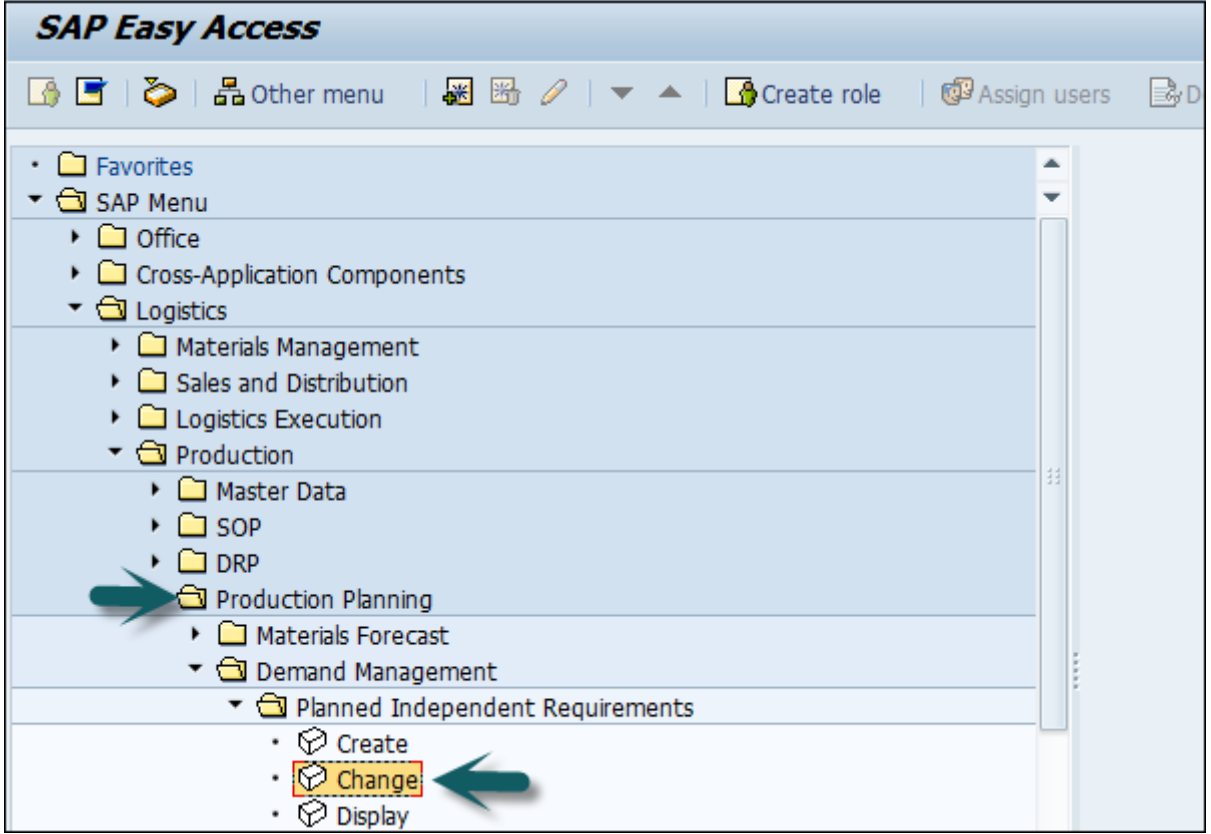 SAP Easy Access
Other menu Create role Assign users D
Favorites
SAP Menu
Office
Cross-Application Components
Logistics
Materials Management
Sales and Distribution
Logistics Execution
Production
Master Data
SOP
DRP
Production Planning
Materials Forecast
Demand Management
Planned Independent Requirements
Create
Change
Display